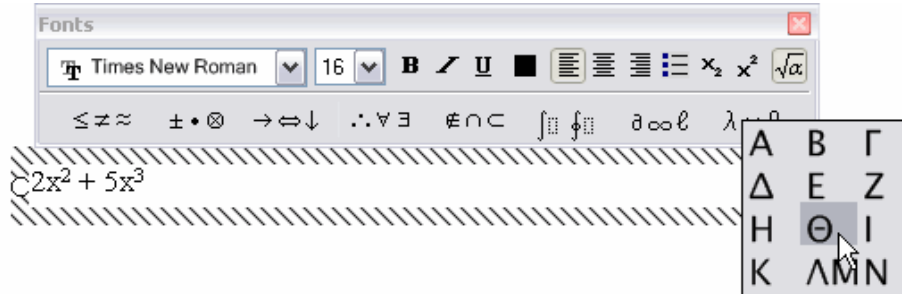 Fonts
Times New Roman 16 B I U x₂ x² √α
≤≠≈ ±•⊗ →⇔↓ ∴∀∃ ∉∩⊂ ∫▯ ∮▯ ∂∞ℓ λ
2x² + 5x³
Α Β Γ
Δ Ε Ζ
Η Θ Ι
Κ Λ Μ Ν